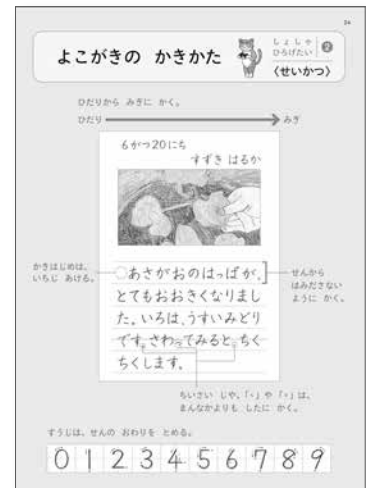 24
よこがきの かきかた
しょしゃ
ひろげたい
2
〈せいかつ〉
ひだりから みぎに かく。
ひだり
みぎ
6がつ20にち
すずき はるか
かきはじめは、
いちじ あける。
あさがおのはっぱが、
とてもおおきくなりまし
た。いろは、うすいみどり
です。さわってみると、ちく
ちくします。
せんから
はみださない
ように かく。
ちいさい じや、「。」や「、」は、
まんなかよりも したに かく。
すうじは、せんの おわりを とめる。
0 1 2 3 4 5 6 7 8 9